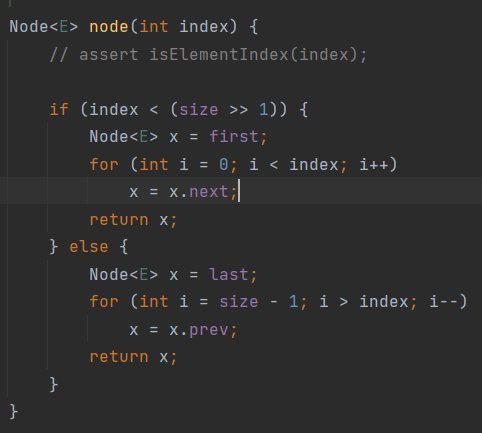 Node<E> node(int index) {
    // assert isElementIndex(index);

    if (index < (size >> 1)) {
        Node<E> x = first;
        for (int i = 0; i < index; i++)
            x = x.next;
        return x;
    } else {
        Node<E> x = last;
        for (int i = size - 1; i > index; i--)
            x = x.prev;
        return x;
    }
}